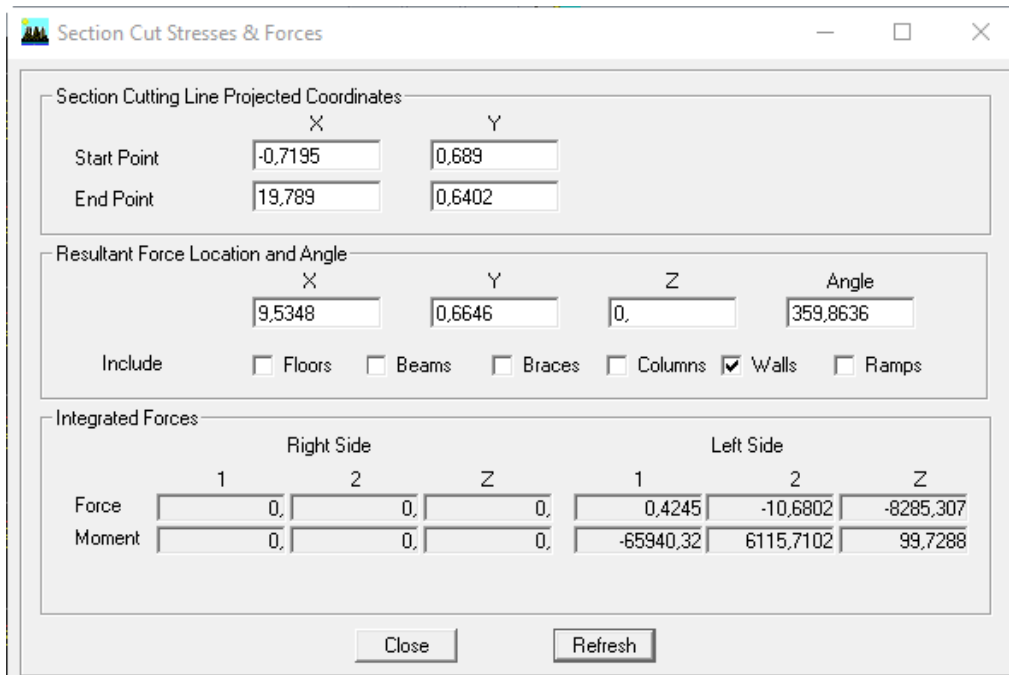 Section Cut Stresses & Forces
Section Cutting Line Projected Coordinates
X Y
Start Point -0,7195 0,689
End Point 19,789 0,6402
Resultant Force Location and Angle
X Y Z Angle
9,5348 0,6646 0, 359,8636
Include Floors Beams Braces Columns Walls Ramps
Integrated Forces
Right Side Left Side
1 2 Z 1 2 Z
Force 0, 0, 0, 0,4245 -10,6802 -8285,307
Moment 0, 0, 0, -65940,32 6115,7102 99,7288
Close Refresh